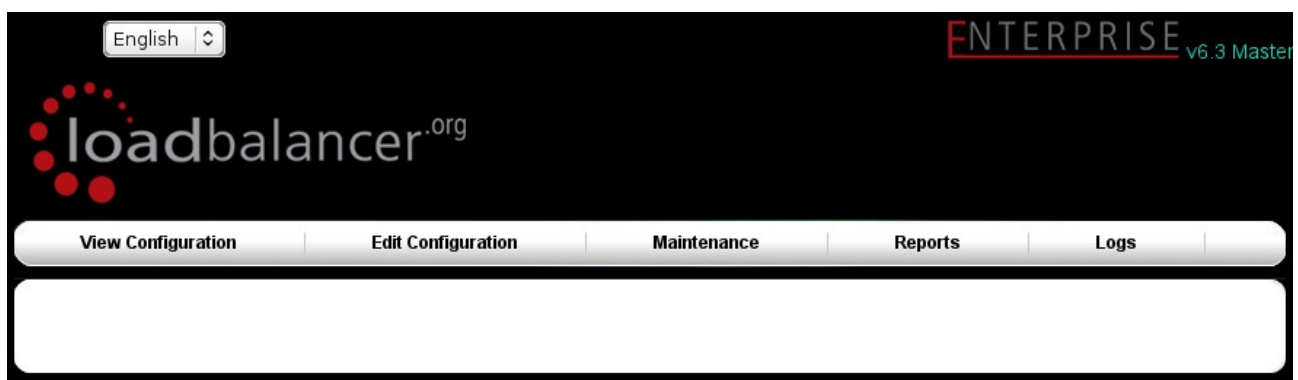 English
ENTERPRISE v6.3 Master
loadbalancer.org
View Configuration Edit Configuration Maintenance Reports Logs